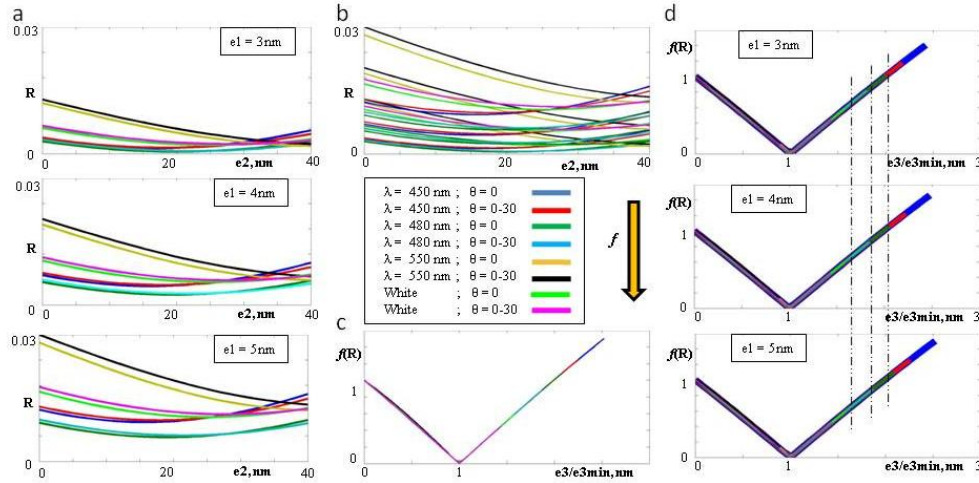 a
0.03
e1 = 3nm
R
0
0
20
e2,nm
40
0.03
e1 = 4nm
R
0
0
20
e2,nm
40
0.03
e1 = 5nm
R
0
0
20
e2,nm
40
b
0.03
R
0
0
20
e2,nm
40
λ = 450 nm ; θ = 0
λ = 450 nm ; θ = 0-30
λ = 480 nm ; θ = 0
λ = 480 nm ; θ = 0-30
λ = 550 nm ; θ = 0
λ = 550 nm ; θ = 0-30
White ; θ = 0
White ; θ = 0-30
f
c
f(R)
1
0
0
1
e3/e3min,nm
3
d
f(R)
e1 = 3nm
1
0
0
1
e3/e3min,nm
3
f(R)
e1 = 4nm
1
0
0
1
e3/e3min,nm
3
f(R)
e1 = 5nm
1
0
0
1
e3/e3min,nm
3